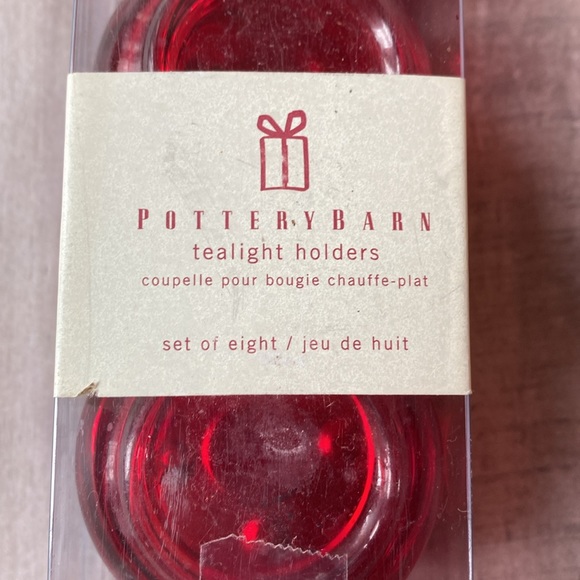 POTTERYBARN
tealight holders
coupelle pour bougie chauffe-plat
set of eight / jeu de huit